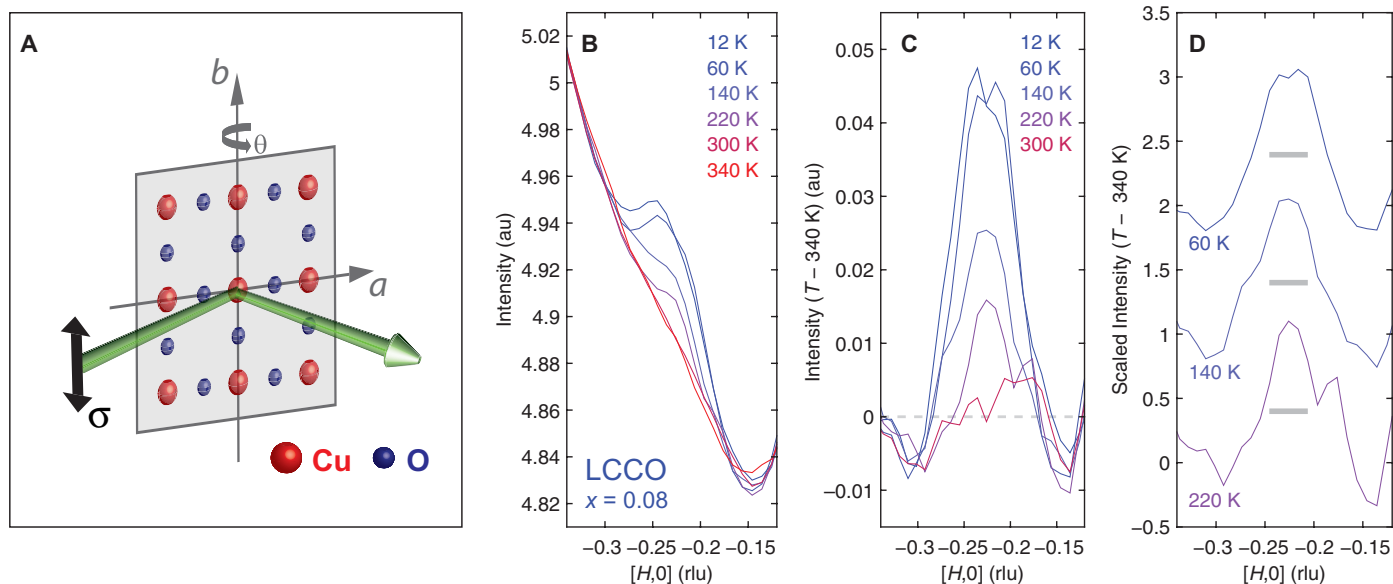 A
b
θ
a
σ
Cu
O
B
12 K
60 K
140 K
220 K
300 K
340 K
LCCO
x = 0.08
Intensity (au)
5.02
5
4.98
4.96
4.94
4.92
4.9
4.88
4.86
4.84
4.82
−0.3 −0.25 −0.2 −0.15
[H,0] (rlu)
C
12 K
60 K
140 K
220 K
300 K
Intensity (T − 340 K) (au)
0.05
0.04
0.03
0.02
0.01
0
−0.01
−0.3 −0.25 −0.2 −0.15
[H,0] (rlu)
D
60 K
140 K
220 K
Scaled Intensity (T − 340 K)
3.5
3
2.5
2
1.5
1
0.5
0
−0.5
−0.3 −0.25 −0.2 −0.15
[H,0] (rlu)